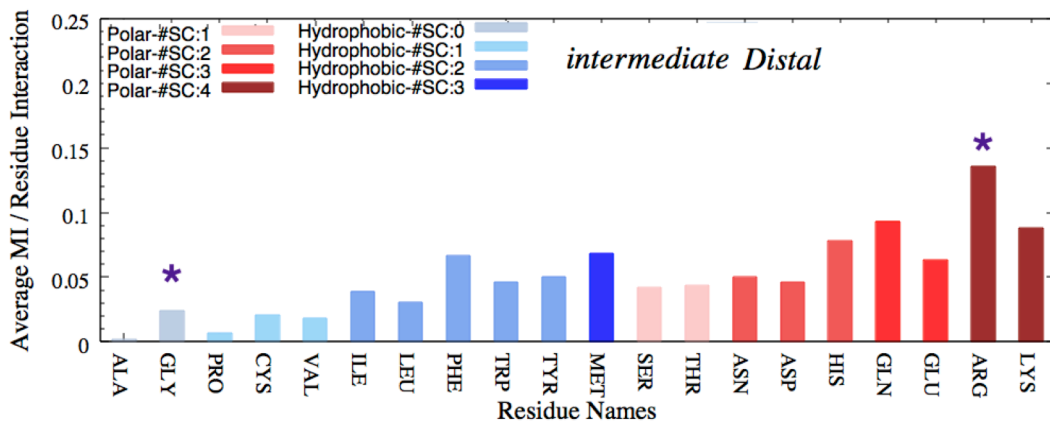 Average MI / Residue Interaction
0.25
0.2
0.15
0.1
0.05
0
Polar-#SC:1
Polar-#SC:2
Polar-#SC:3
Polar-#SC:4
Hydrophobic-#SC:0
Hydrophobic-#SC:1
Hydrophobic-#SC:2
Hydrophobic-#SC:3
intermediate Distal
*
*
ALA
GLY
PRO
CYS
VAL
ILE
LEU
PHE
TRP
TYR
MET
SER
THR
ASN
ASP
HIS
GLN
GLU
ARG
LYS
Residue Names